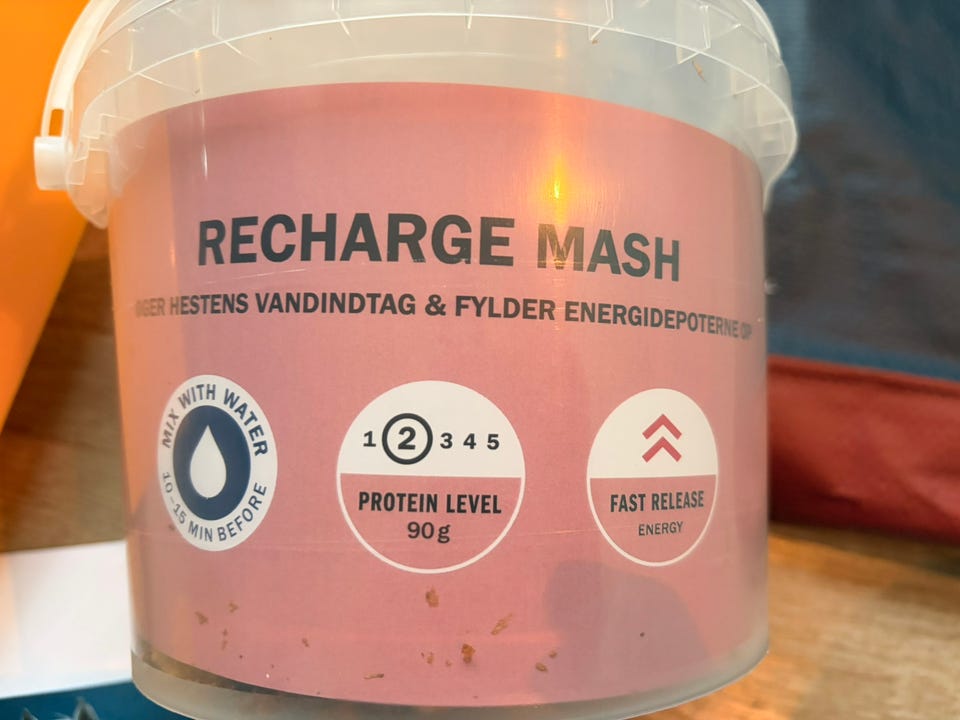 RECHARGE MASH
ØGER HESTENS VANDINDTAG & FYLDER ENERGIDEPOTERNE OP
MIX WITH WATER
10-15 MIN BEFORE
1 2 3 4 5
PROTEIN LEVEL
90g
FAST RELEASE
ENERGY